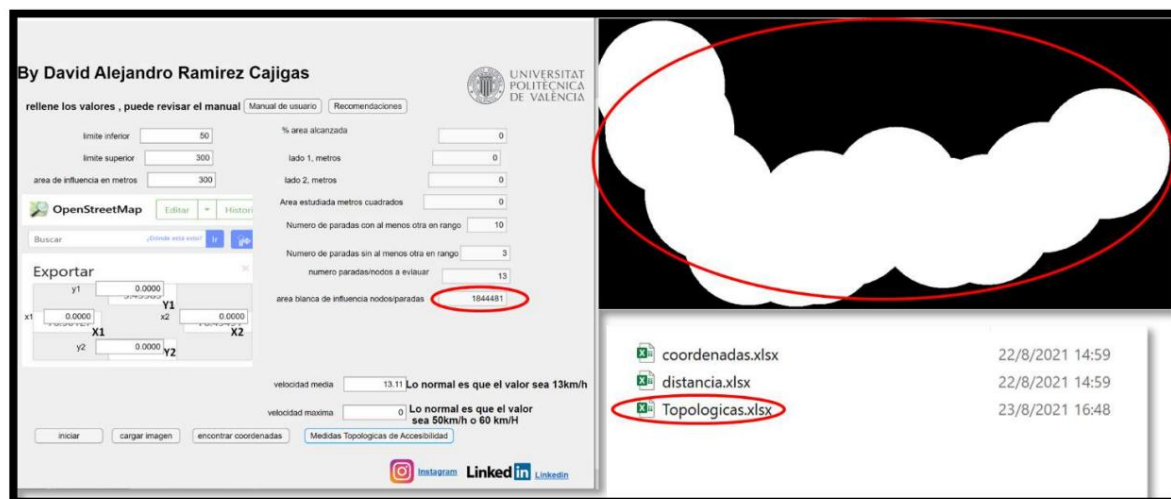 By David Alejandro Ramirez Cajigas
UNIVERSITAT
POLITÈCNICA
DE VALÈNCIA
rellene los valores , puede revisar el manual
Manual de usuario
Recomendaciones
limite inferior 50
limite superior 300
area de influencia en metros 300
% area alcanzada 0
lado 1, metros 0
lado 2, metros 0
Area estudiada metros cuadrados 0
Numero de paradas con al menos otra en rango 10
Numero de paradas sin al menos otra en rango 3
numero paradas/nodos a evlauar 13
area blanca de influencia nodos/paradas 1844481
OpenStreetMap
Editar
Histori
Buscar
¿Dónde está esto?
Ir
Exportar
y1 0.0000
Y1
x1 0.0000
X1
x2 0.0000
X2
y2 0.0000
Y2
velocidad media 13.11 Lo normal es que el valor sea 13km/h
velocidad maxima 0 Lo normal es que el valor
sea 50km/h o 60 km/H
iniciar
cargar imagen
encontrar coordenadas
Medidas Topologicas de Accesibilidad
Instagram
Linked in
Linkedin
coordenadas.xlsx 22/8/2021 14:59
distancia.xlsx 22/8/2021 14:59
Topologicas.xlsx 23/8/2021 16:48